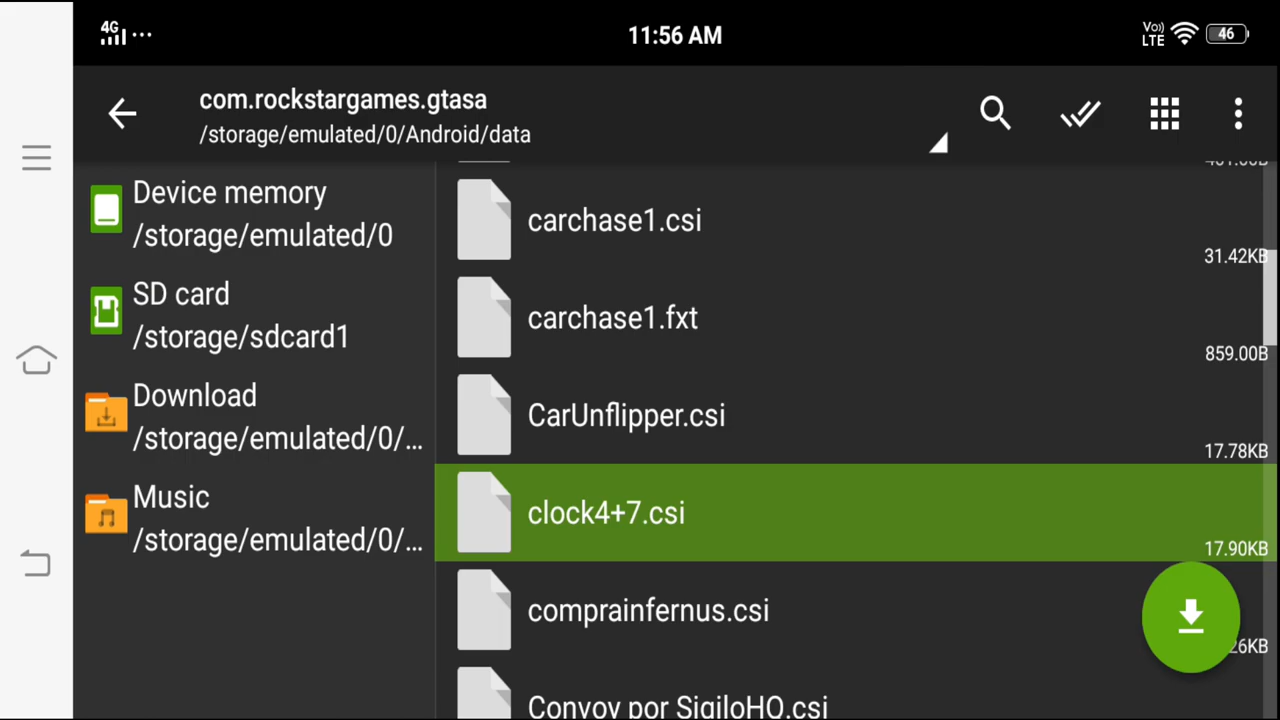 4G
11:56 AM
Vo)
LTE
46
com.rockstargames.gtasa
/storage/emulated/0/Android/data
Device memory
/storage/emulated/0
SD card
/storage/sdcard1
Download
/storage/emulated/0/...
Music
/storage/emulated/0/...
carchase1.csi
31.42KB
carchase1.fxt
859.00B
CarUnflipper.csi
17.78KB
clock4+7.csi
17.90KB
comprainfernus.csi
26KB
Convoy por SigiloHQ.csi